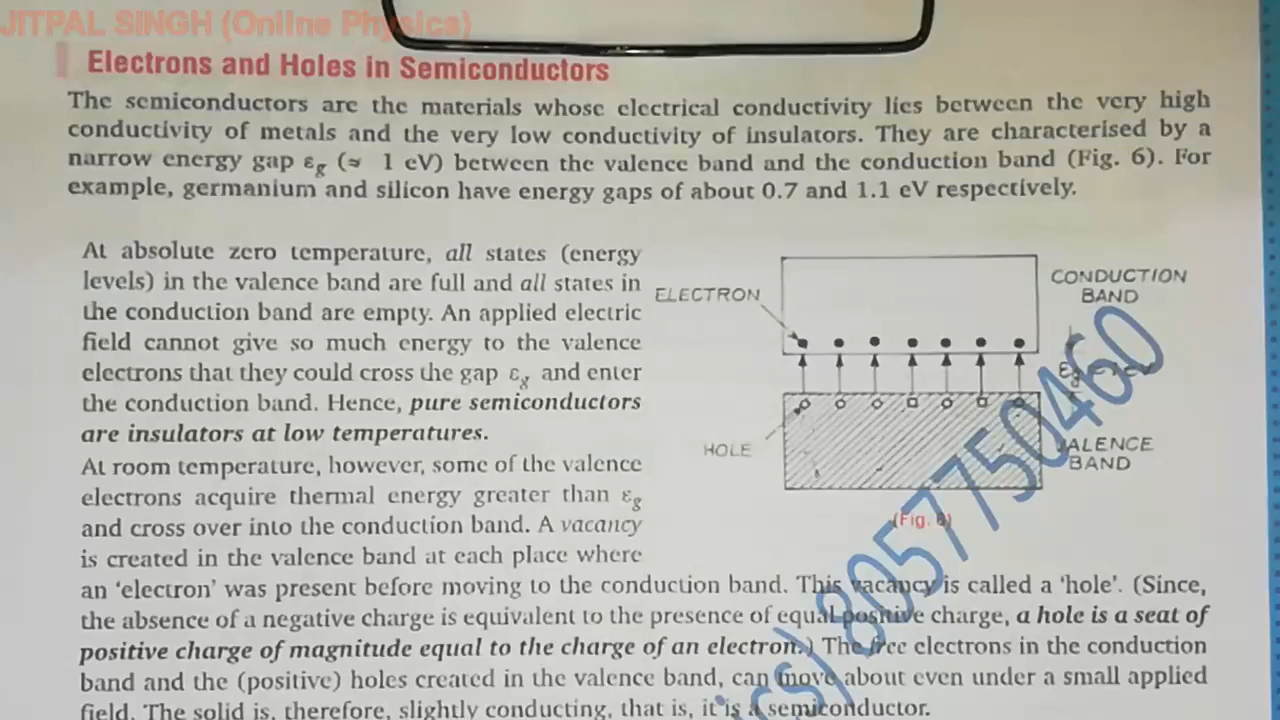 JITPAL SINGH (Online Physics)
Electrons and Holes in Semiconductors
The semiconductors are the materials whose electrical conductivity lies between the very high
conductivity of metals and the very low conductivity of insulators. They are characterised by a
narrow energy gap εg (≈ 1 eV) between the valence band and the conduction band (Fig. 6). For
example, germanium and silicon have energy gaps of about 0.7 and 1.1 eV respectively.
At absolute zero temperature, all states (energy
levels) in the valence band are full and all states in
the conduction band are empty. An applied electric
field cannot give so much energy to the valence
electrons that they could cross the gap εg and enter
the conduction band. Hence, pure semiconductors
are insulators at low temperatures.
At room temperature, however, some of the valence
electrons acquire thermal energy greater than εg
and cross over into the conduction band. A vacancy
is created in the valence band at each place where
an 'electron' was present before moving to the conduction band. This vacancy is called a 'hole'. (Since,
the absence of a negative charge is equivalent to the presence of equal positive charge, a hole is a seat of
positive charge of magnitude equal to the charge of an electron.) The free electrons in the conduction
band and the (positive) holes created in the valence band, can move about even under a small applied
field. The solid is, therefore, slightly conducting, that is, it is a semiconductor.
ELECTRON
CONDUCTION
BAND
HOLE
VALENCE
BAND
(Fig. 6)
ics) 8057750460